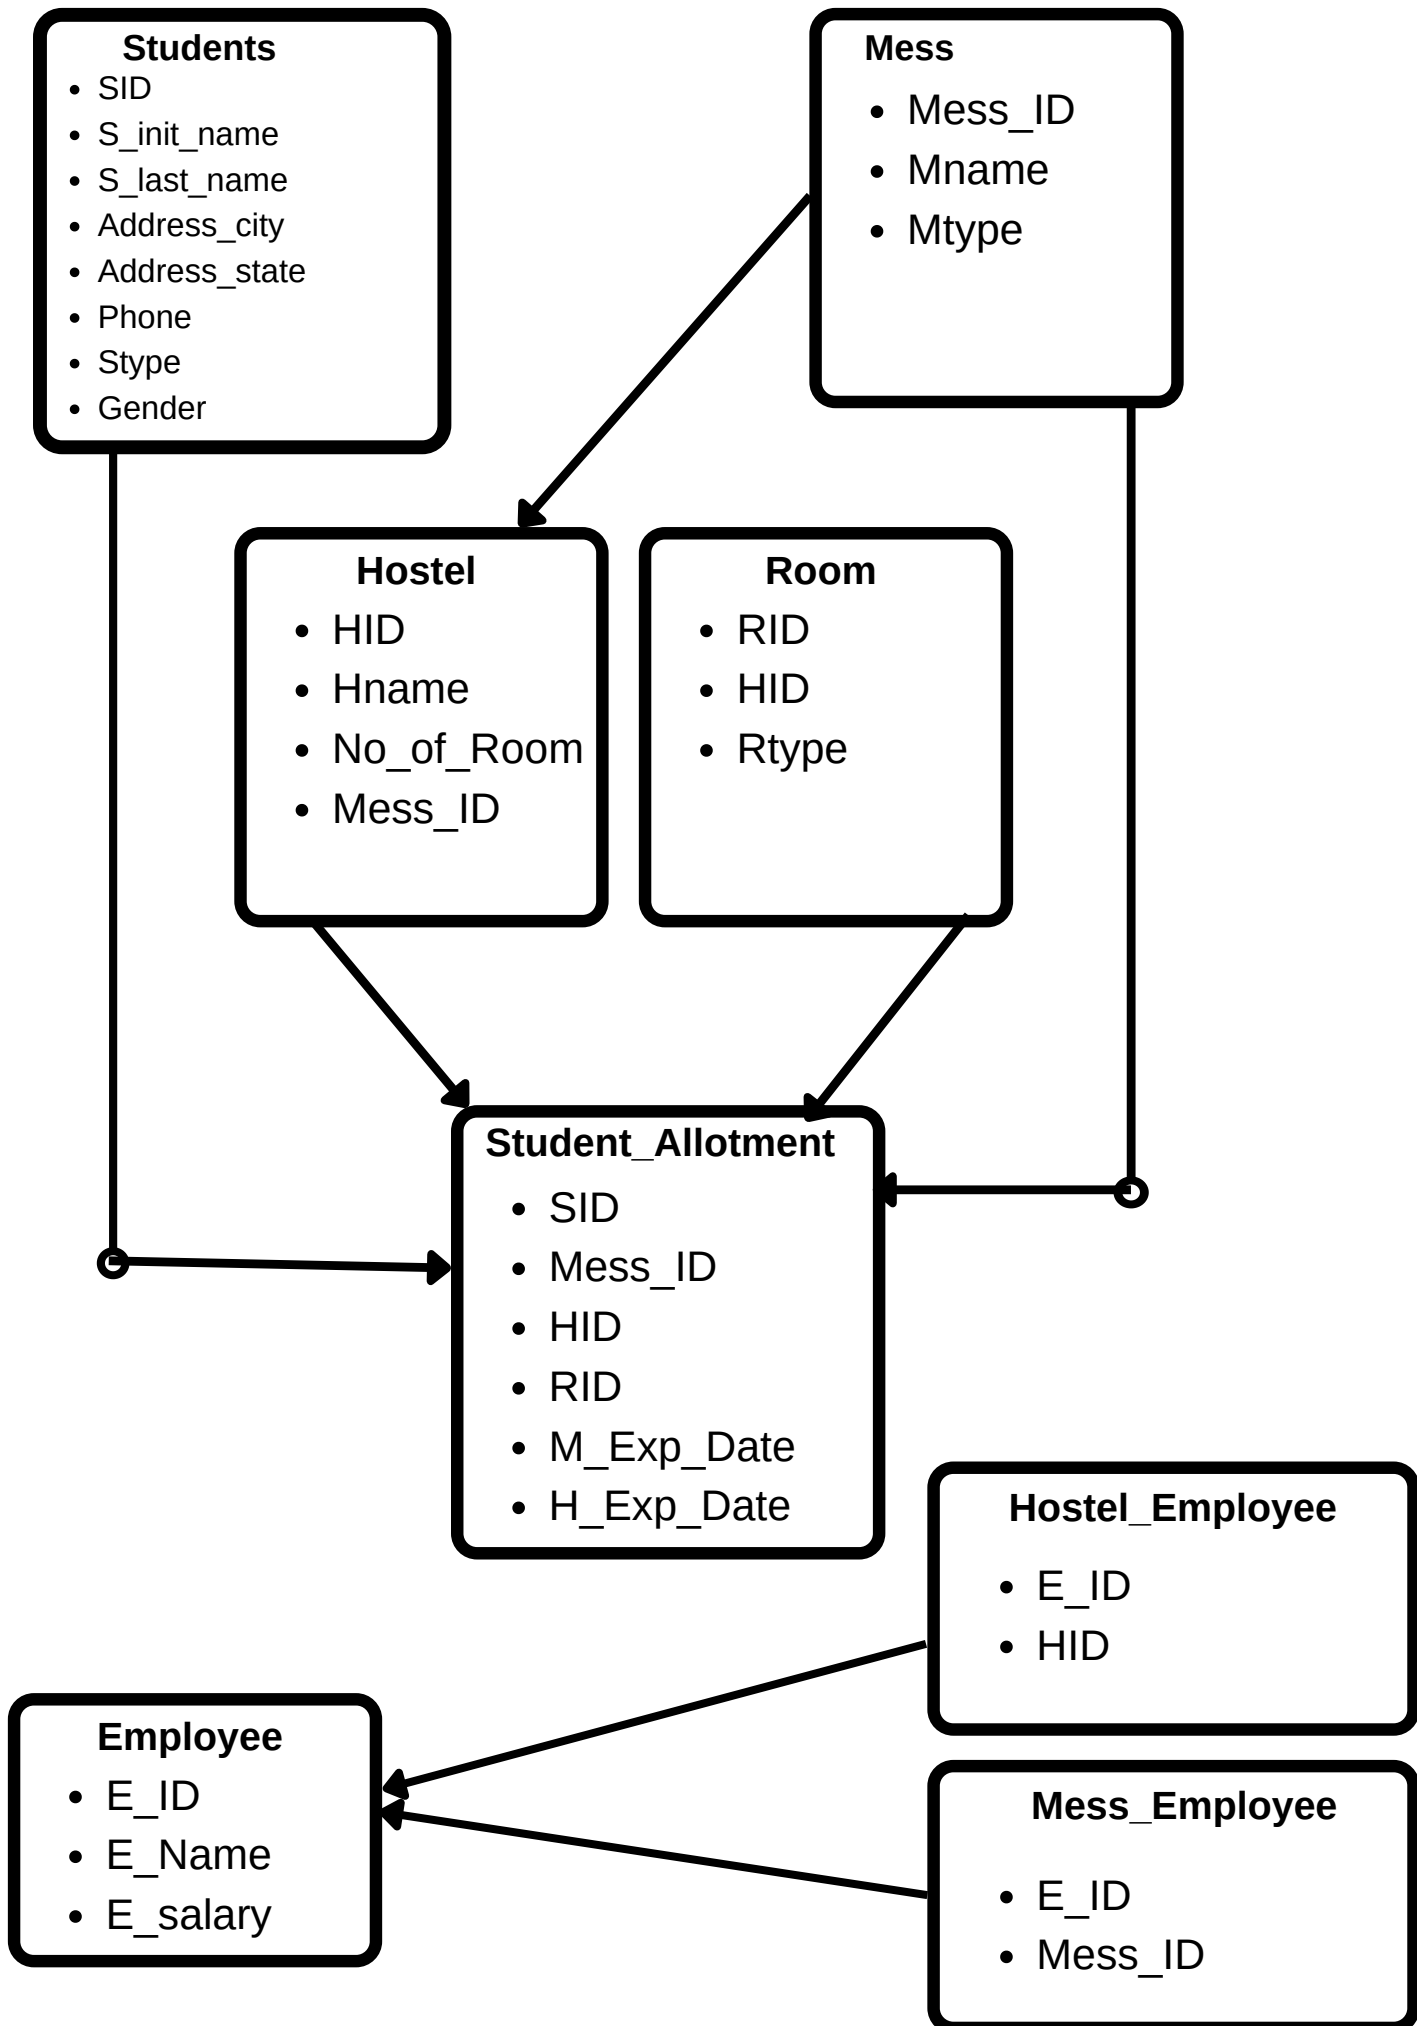 Students
SID
S_init_name
S_last_name
Address_city
Address_state
Phone
Stype
Gender
Mess
Mess_ID
Mname
Mtype
Hostel
HID
Hname
No_of_Room
Mess_ID
Room
RID
HID
Rtype
Student_Allotment
SID
Mess_ID
HID
RID
M_Exp_Date
H_Exp_Date
Hostel_Employee
E_ID
HID
Employee
E_ID
E_Name
E_salary
Mess_Employee
E_ID
Mess_ID